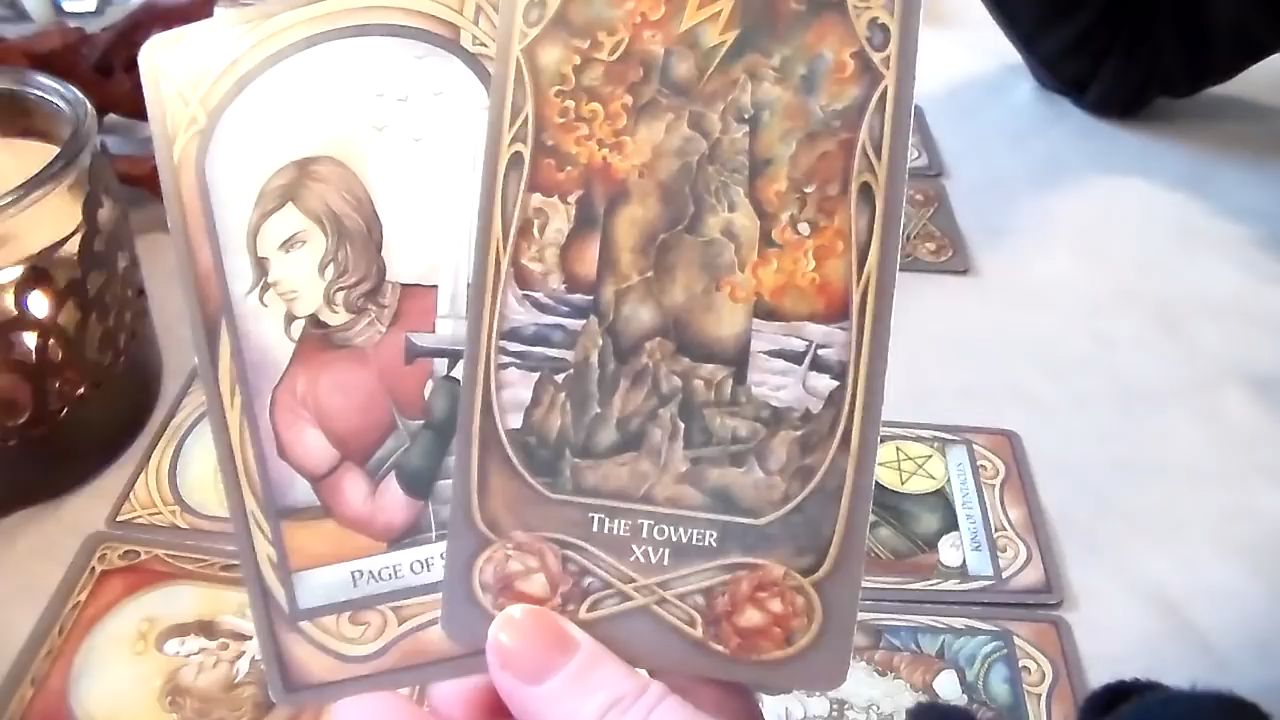 PAGE OF S
THE TOWER
XVI
KING OF PENTACLES